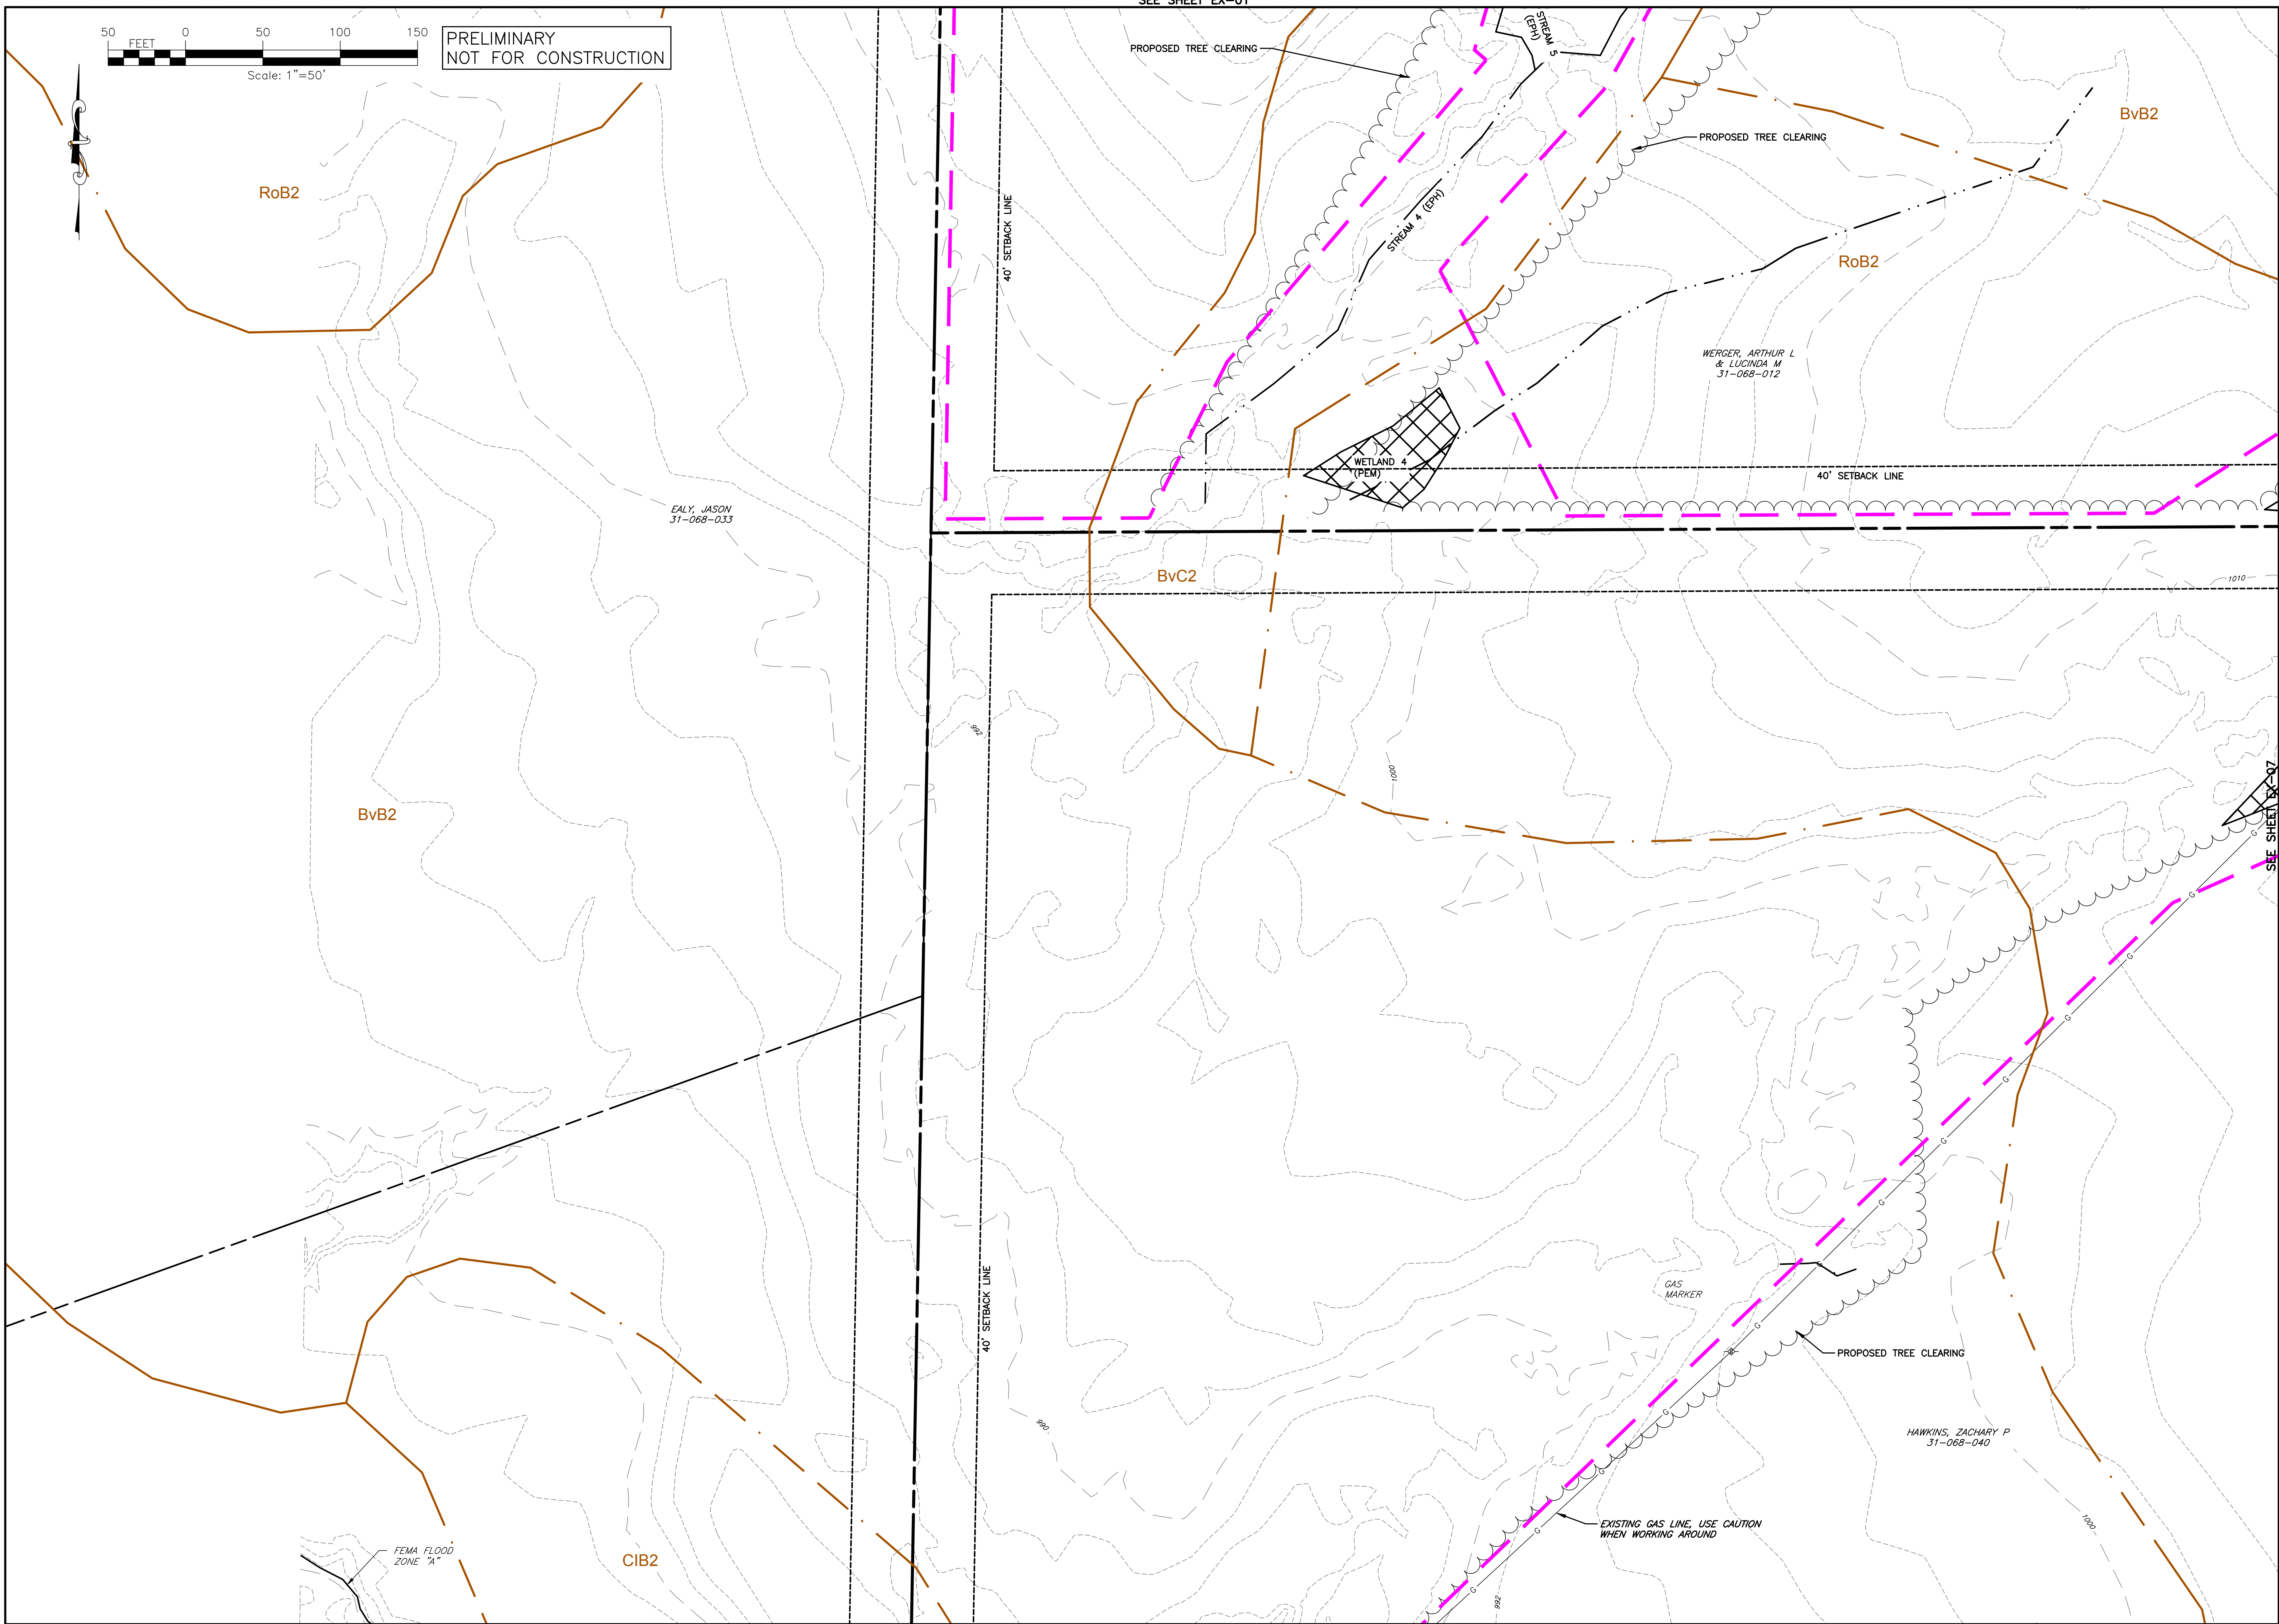 SEE SHEET EX-01
50 0 50 100 150
FEET
Scale: 1"=50'
PRELIMINARY
NOT FOR CONSTRUCTION
PROPOSED TREE CLEARING
STREAM 5
(EPH)
BvB2
PROPOSED TREE CLEARING
RoB2
40' SETBACK LINE
STREAM 4 (EPH)
RoB2
WERGER, ARTHUR L
& LUCINDA M
31-068-012
WETLAND 4
(PEM)
40' SETBACK LINE
EALY, JASON
31-068-033
BvC2
1010
992
1000
SEE SHEET EX-07
BvB2
G
G
G
G
G
G
G
G
40' SETBACK LINE
GAS
MARKER
G
PROPOSED TREE CLEARING
G
990
HAWKINS, ZACHARY P
31-068-040
G
EXISTING GAS LINE, USE CAUTION
WHEN WORKING AROUND
1000
G
FEMA FLOOD
ZONE "A"
CIB2
G
992